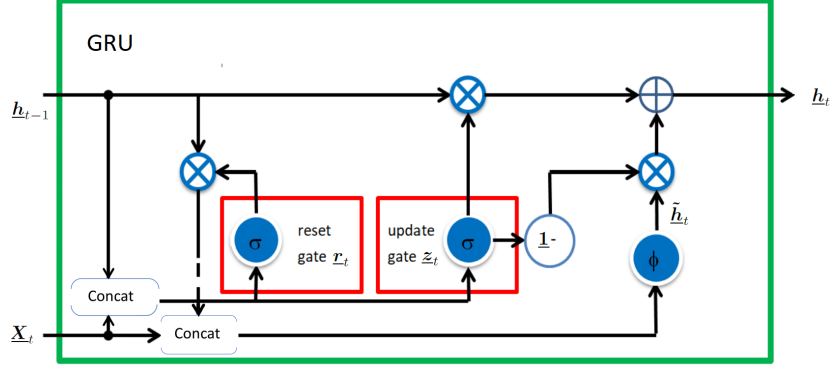 GRU
h_{t−1}
h_t
h̃_t
reset
gate r_t
update
gate z_t
σ
σ
1-
ϕ
Concat
Concat
X_t